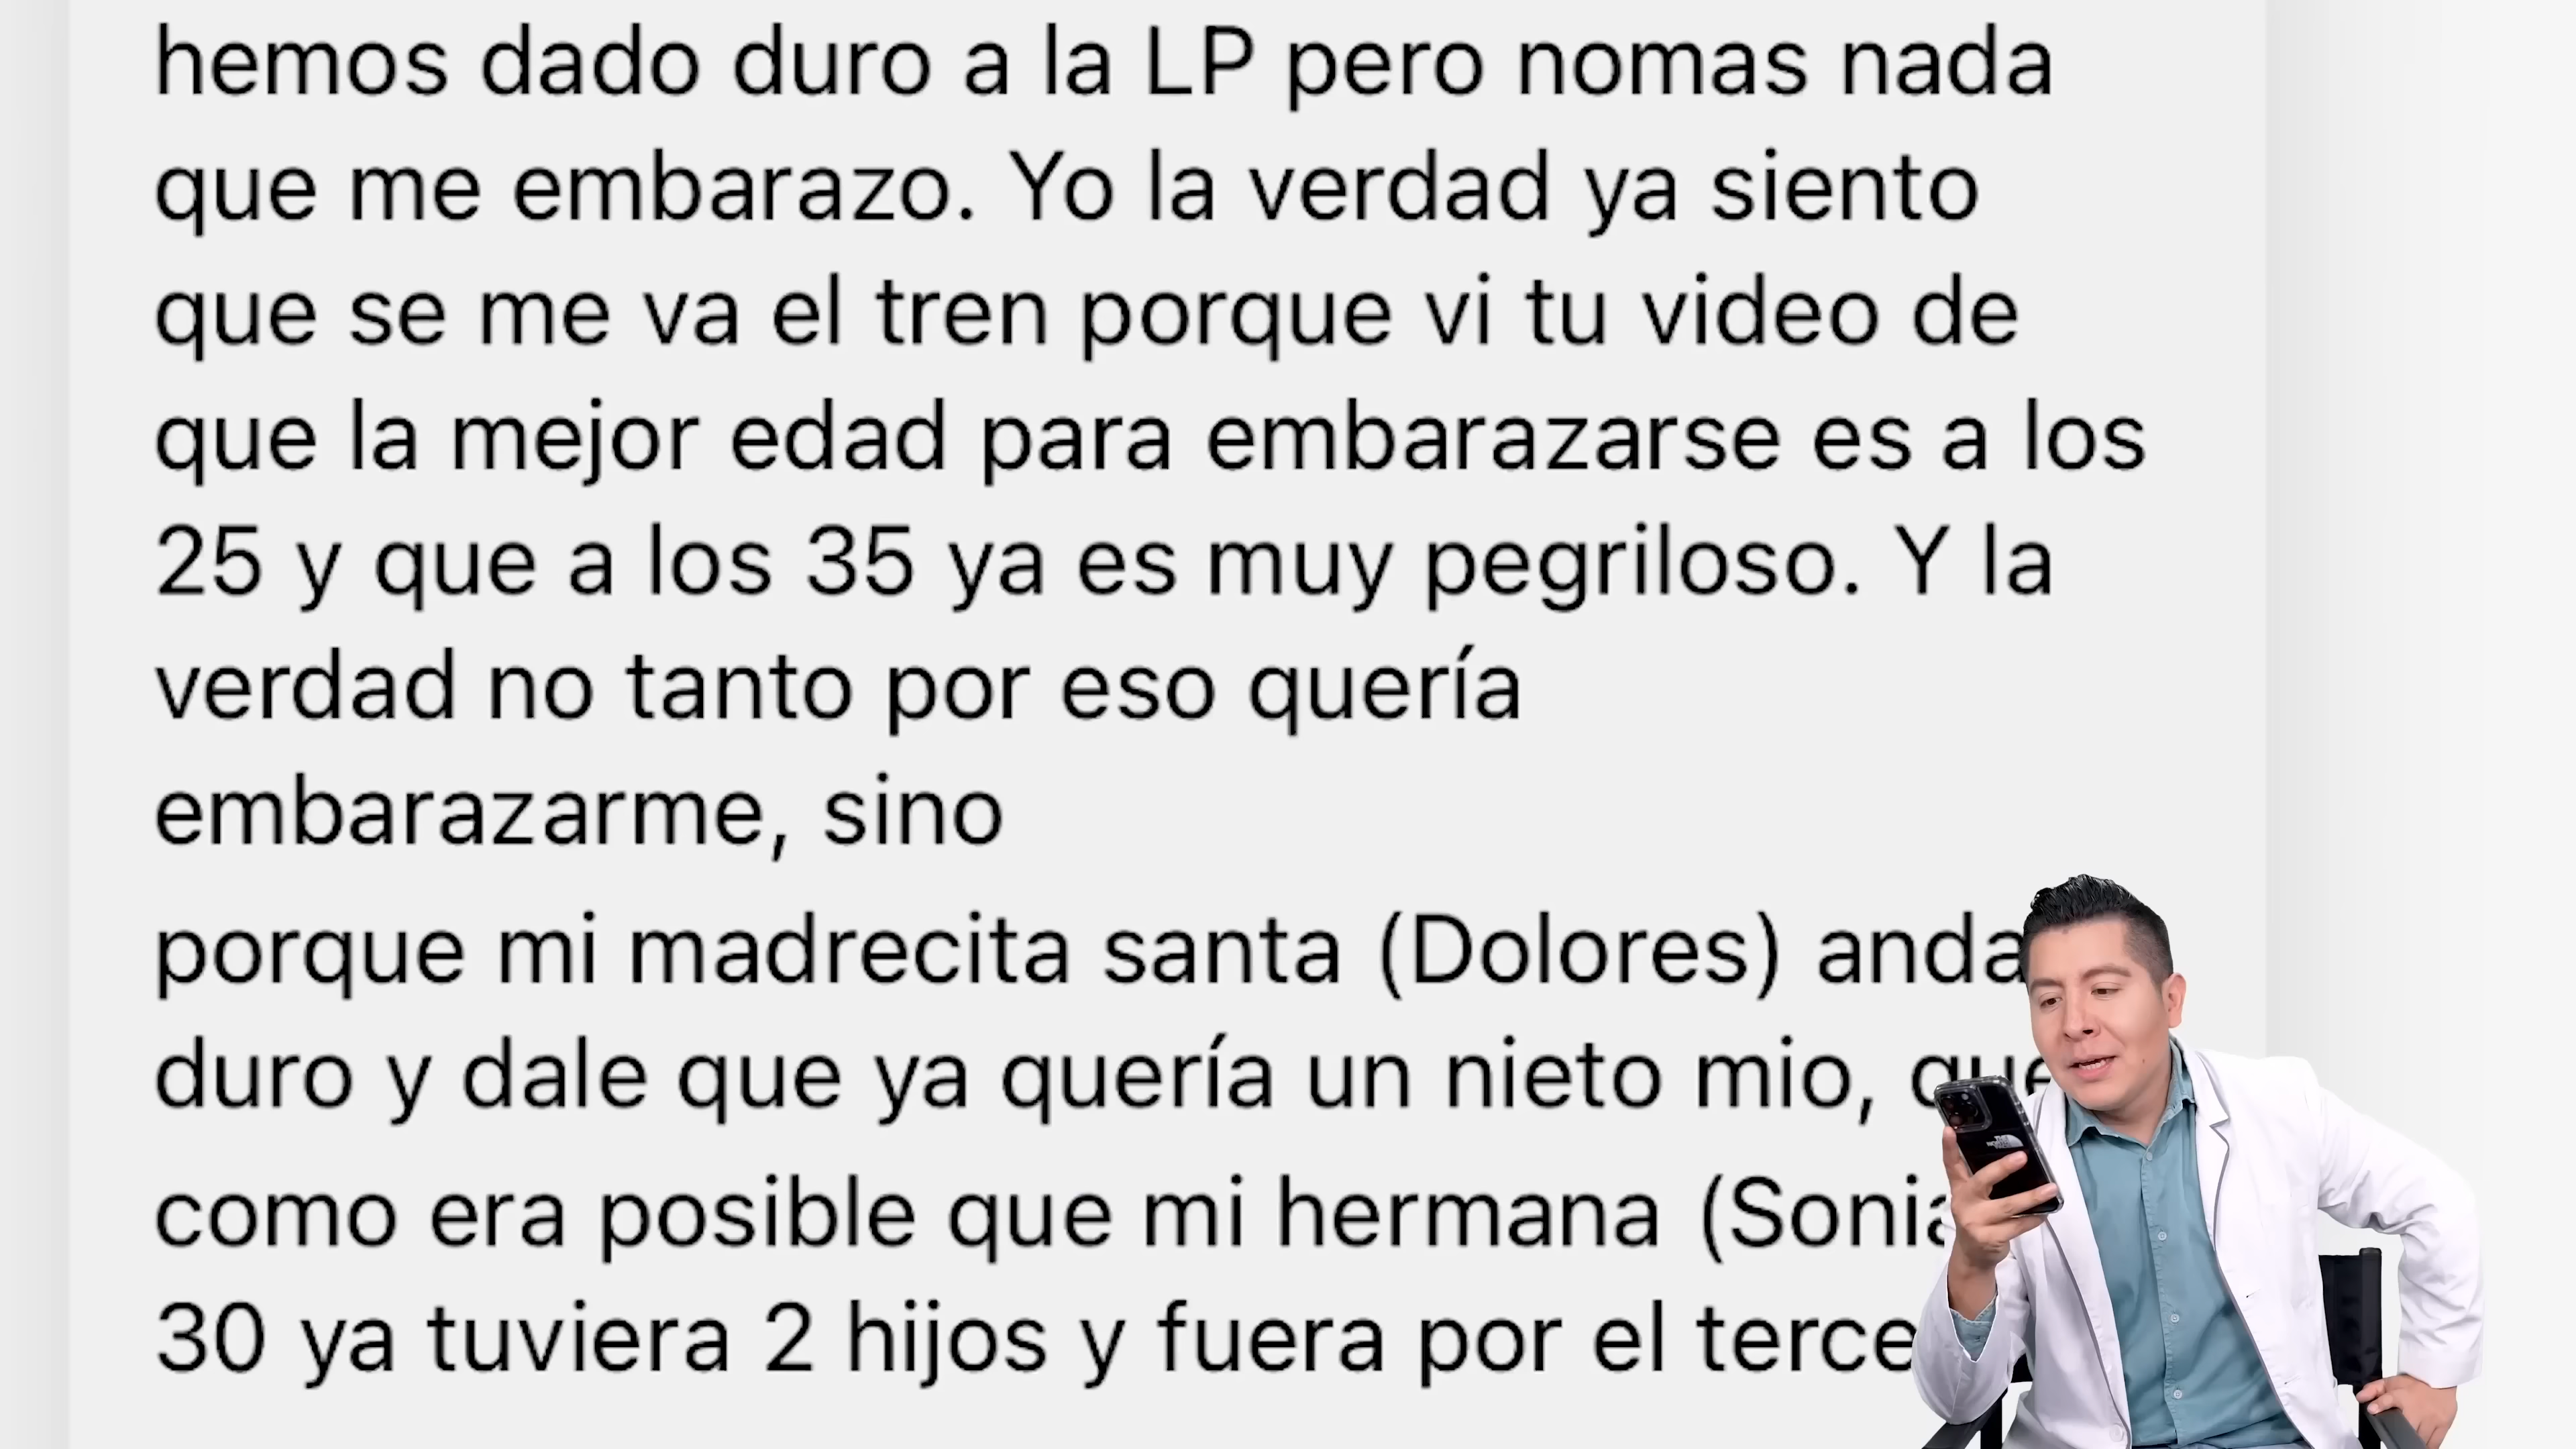 hemos dado duro a la LP pero nomas nada
que me embarazo. Yo la verdad ya siento
que se me va el tren porque vi tu video de
que la mejor edad para embarazarse es a los
25 y que a los 35 ya es muy pegriloso. Y la
verdad no tanto por eso quería
embarazarme, sino
porque mi madrecita santa (Dolores) anda
duro y dale que ya quería un nieto mio, que
como era posible que mi hermana (Sonia
30 ya tuviera 2 hijos y fuera por el terce